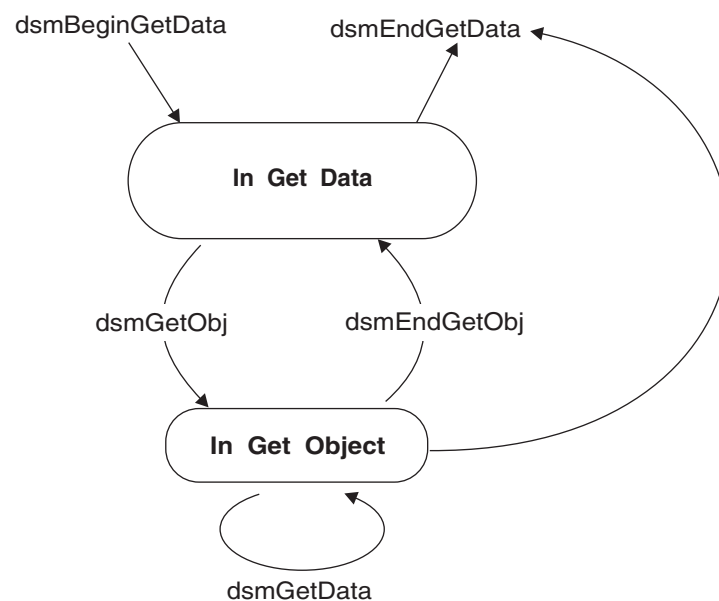 dsmBeginGetData
dsmEndGetData
In Get Data
dsmGetObj
dsmEndGetObj
In Get Object
dsmGetData